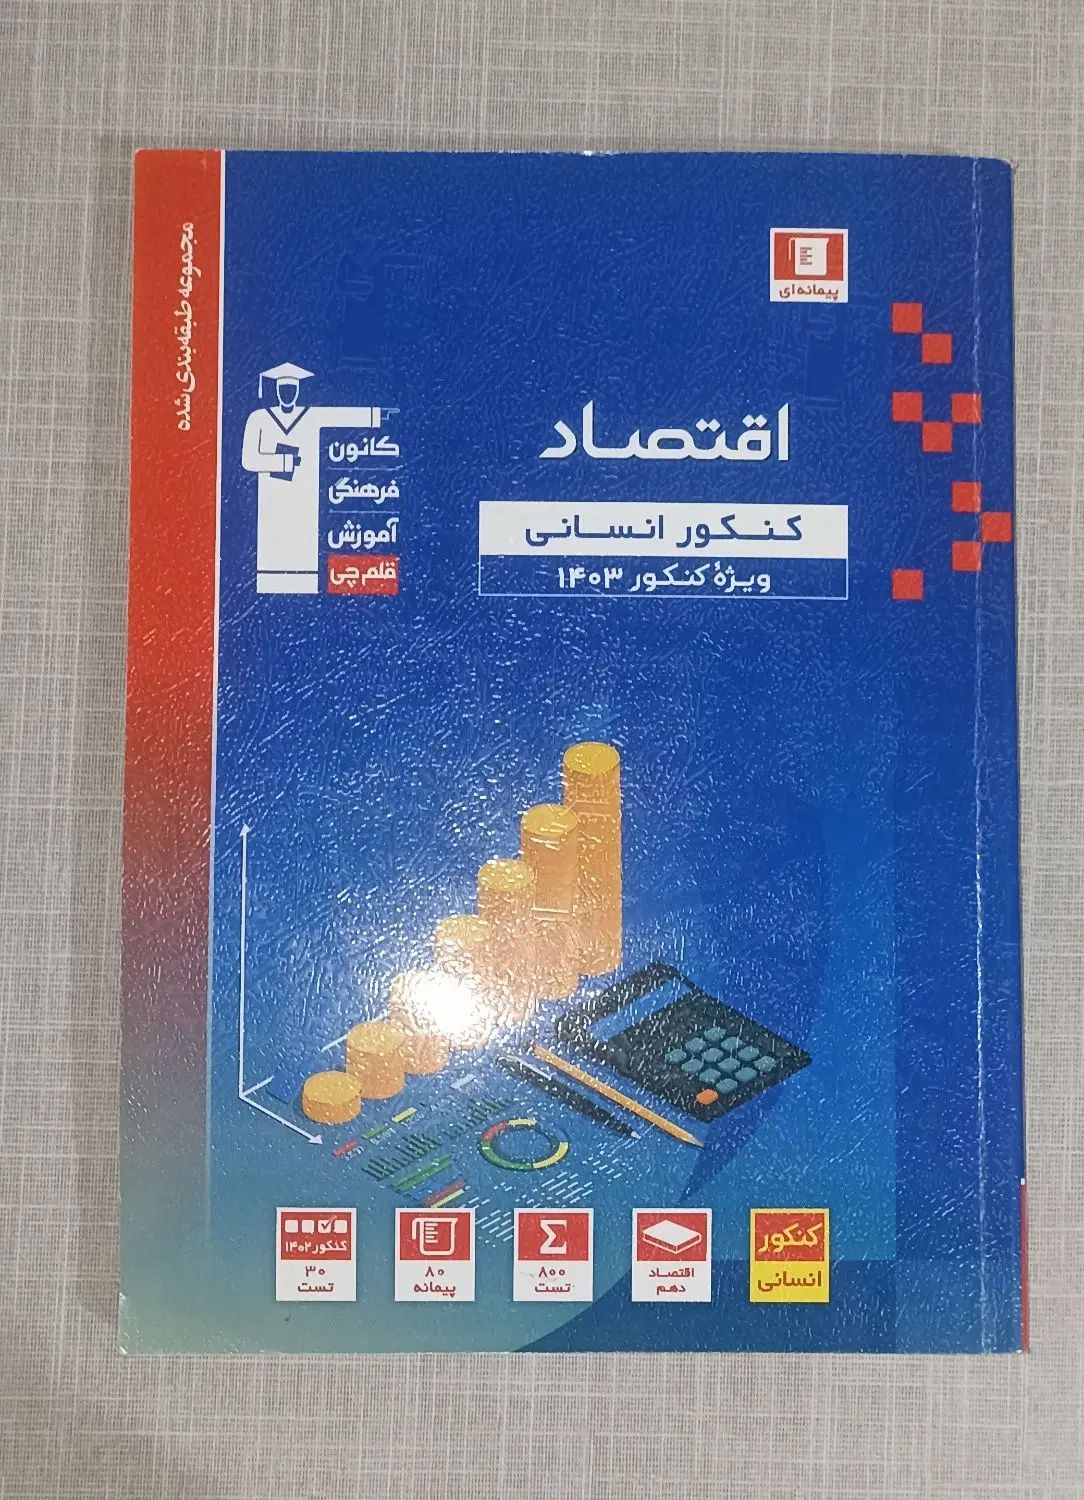 پیمانه‌ای
مجموعه طبقه‌بندی شده
اقتصاد
کنکور انسانی
ویژهٔ کنکور ۱۴۰۳
کانون
فرهنگی
آموزش
قلم‌چی
کنکور
انسانی
اقتصاد
دهم
۸۰۰
تست
۸۰
پیمانه
کنکور ۱۴۰۲
۳۰
تست